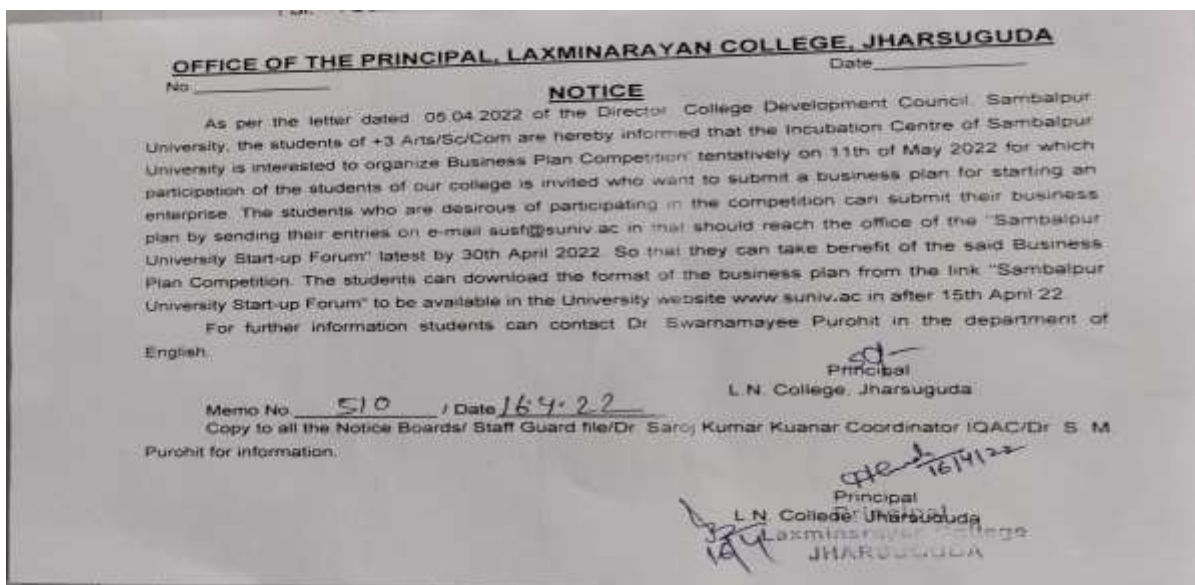 OFFICE OF THE PRINCIPAL, LAXMINARAYAN COLLEGE, JHARSUGUDA
No Date
NOTICE
As per the letter dated 05.04.2022 of the Director, College Development Council, Sambalpur
University, the students of +3 Arts/Sc/Com are hereby informed that the Incubation Centre of Sambalpur
University is interested to organize Business Plan Competition" tentatively on 11th of May 2022 for which
participation of the students of our college is invited who want to submit a business plan for starting an
enterprise. The students who are desirous of participating in the competition can submit their business
plan by sending their entries on e-mail susf@suniv.ac in that should reach the office of the "Sambalpur
University Start-up Forum" latest by 30th April 2022. So that they can take benefit of the said Business
Plan Competition. The students can download the format of the business plan from the link "Sambalpur
University Start-up Forum" to be available in the University website www.suniv.ac in after 15th April 22
For further information students can contact Dr Swarnamayee Purohit in the department of
English.
sd-
Principal
L.N. College, Jharsuguda
Memo No. 510 / Date 16.4.22
Copy to all the Notice Boards/ Staff Guard file/Dr. Saroj Kumar Kuanar Coordinator IQAC/Dr S M
Purohit for information.
16/4/22
Principal
L N College Jharsuguda
Principal
Laxminarayan College
JHARSUGUDA